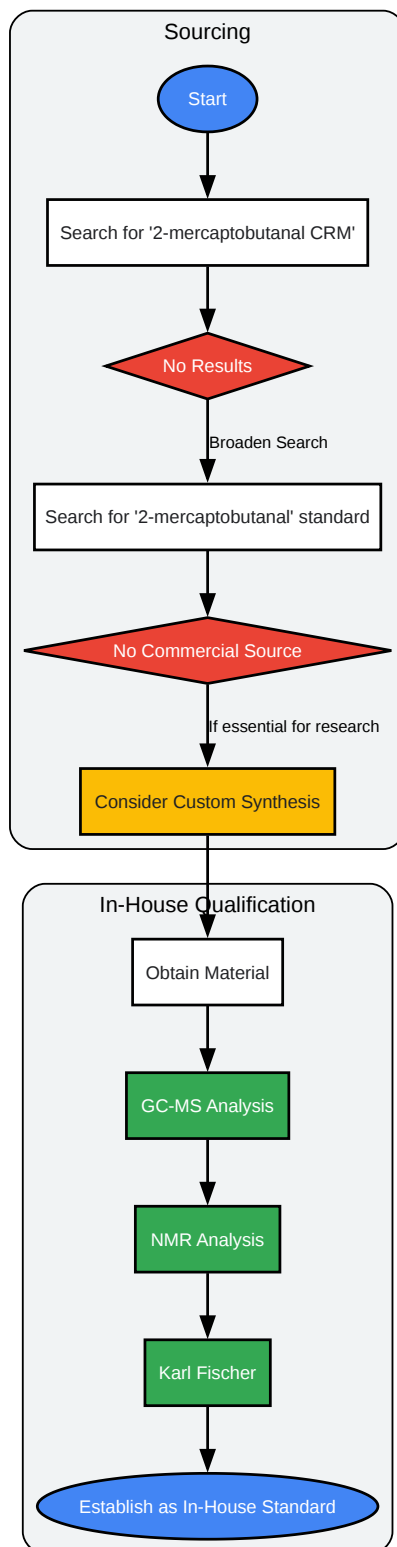 Sourcing
Start
Search for '2-mercaptobutanal CRM'
No Results
Broaden Search
Search for '2-mercaptobutanal' standard
No Commercial Source
If essential for research
Consider Custom Synthesis
In-House Qualification
Obtain Material
GC-MS Analysis
NMR Analysis
Karl Fischer
Establish as In-House Standard